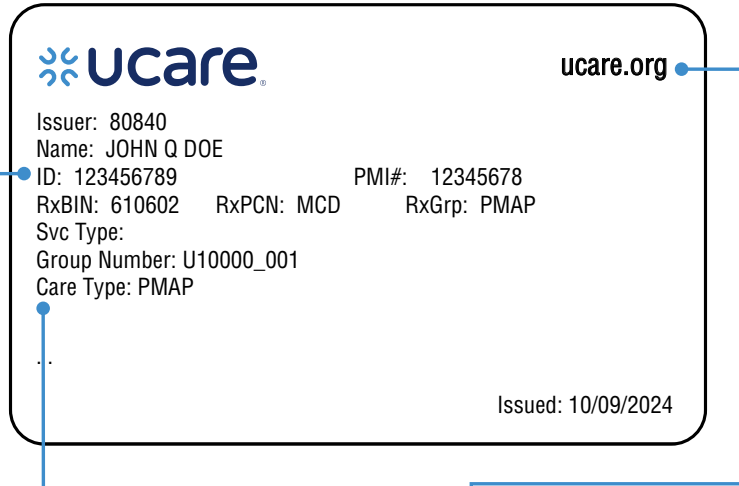 ucare®
ucare.org
Issuer: 80840
Name: JOHN Q DOE
ID: 123456789 PMI#: 12345678
RxBIN: 610602 RxPCN: MCD RxGrp: PMAP
Svc Type:
Group Number: U10000_001
Care Type: PMAP
. .
Issued: 10/09/2024